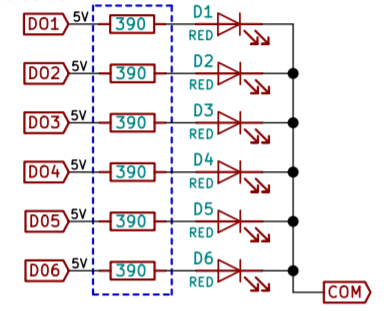 DO1 5V 390 D1 RED
DO2 5V 390 D2 RED
DO3 5V 390 D3 RED
DO4 5V 390 D4 RED
DO5 5V 390 D5 RED
DO6 5V 390 D6 RED
COM